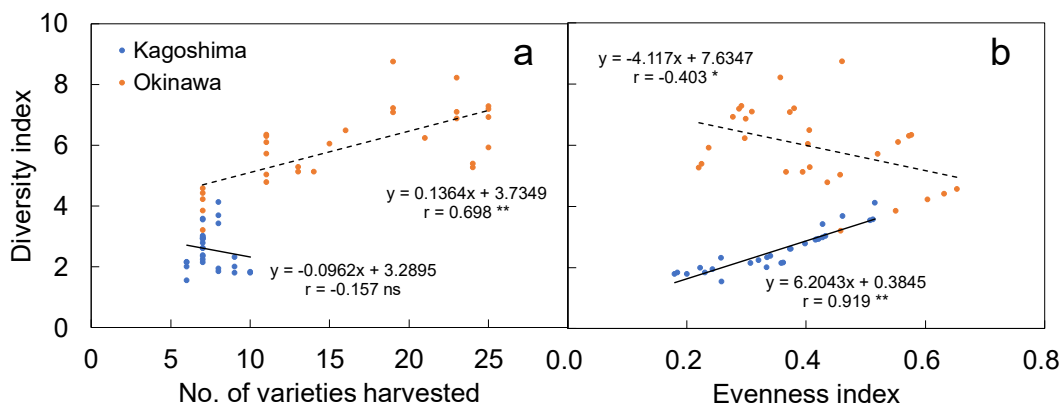 10
8
6
4
2
0
Diversity index
Kagoshima
Okinawa
a
y = 0.1364x + 3.7349
r = 0.698 **
y = -0.0962x + 3.2895
r = -0.157 ns
0 5 10 15 20 25
No. of varieties harvested
b
y = -4.117x + 7.6347
r = -0.403 *
y = 6.2043x + 0.3845
r = 0.919 **
0.0 0.2 0.4 0.6 0.8
Evenness index